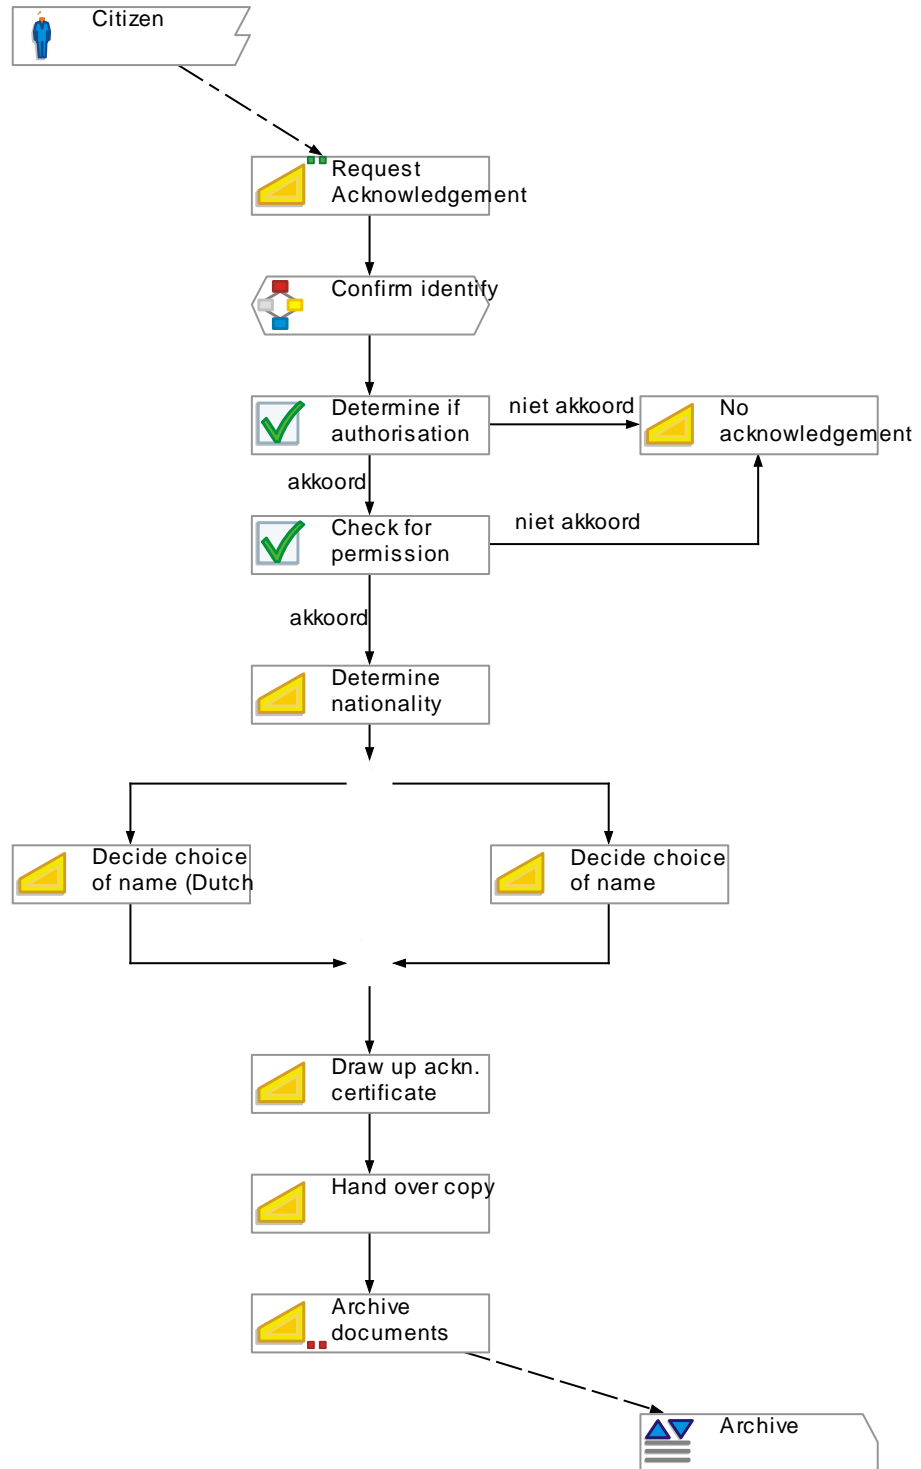 Citizen
Request
Acknowledgement
Confirm identify
Determine if
authorisation
niet akkoord
No
acknowledgement
akkoord
Check for
permission
niet akkoord
akkoord
Determine
nationality
Decide choice
of name (Dutch
Decide choice
of name
Draw up ackn.
certificate
Hand over copy
Archive
documents
Archive